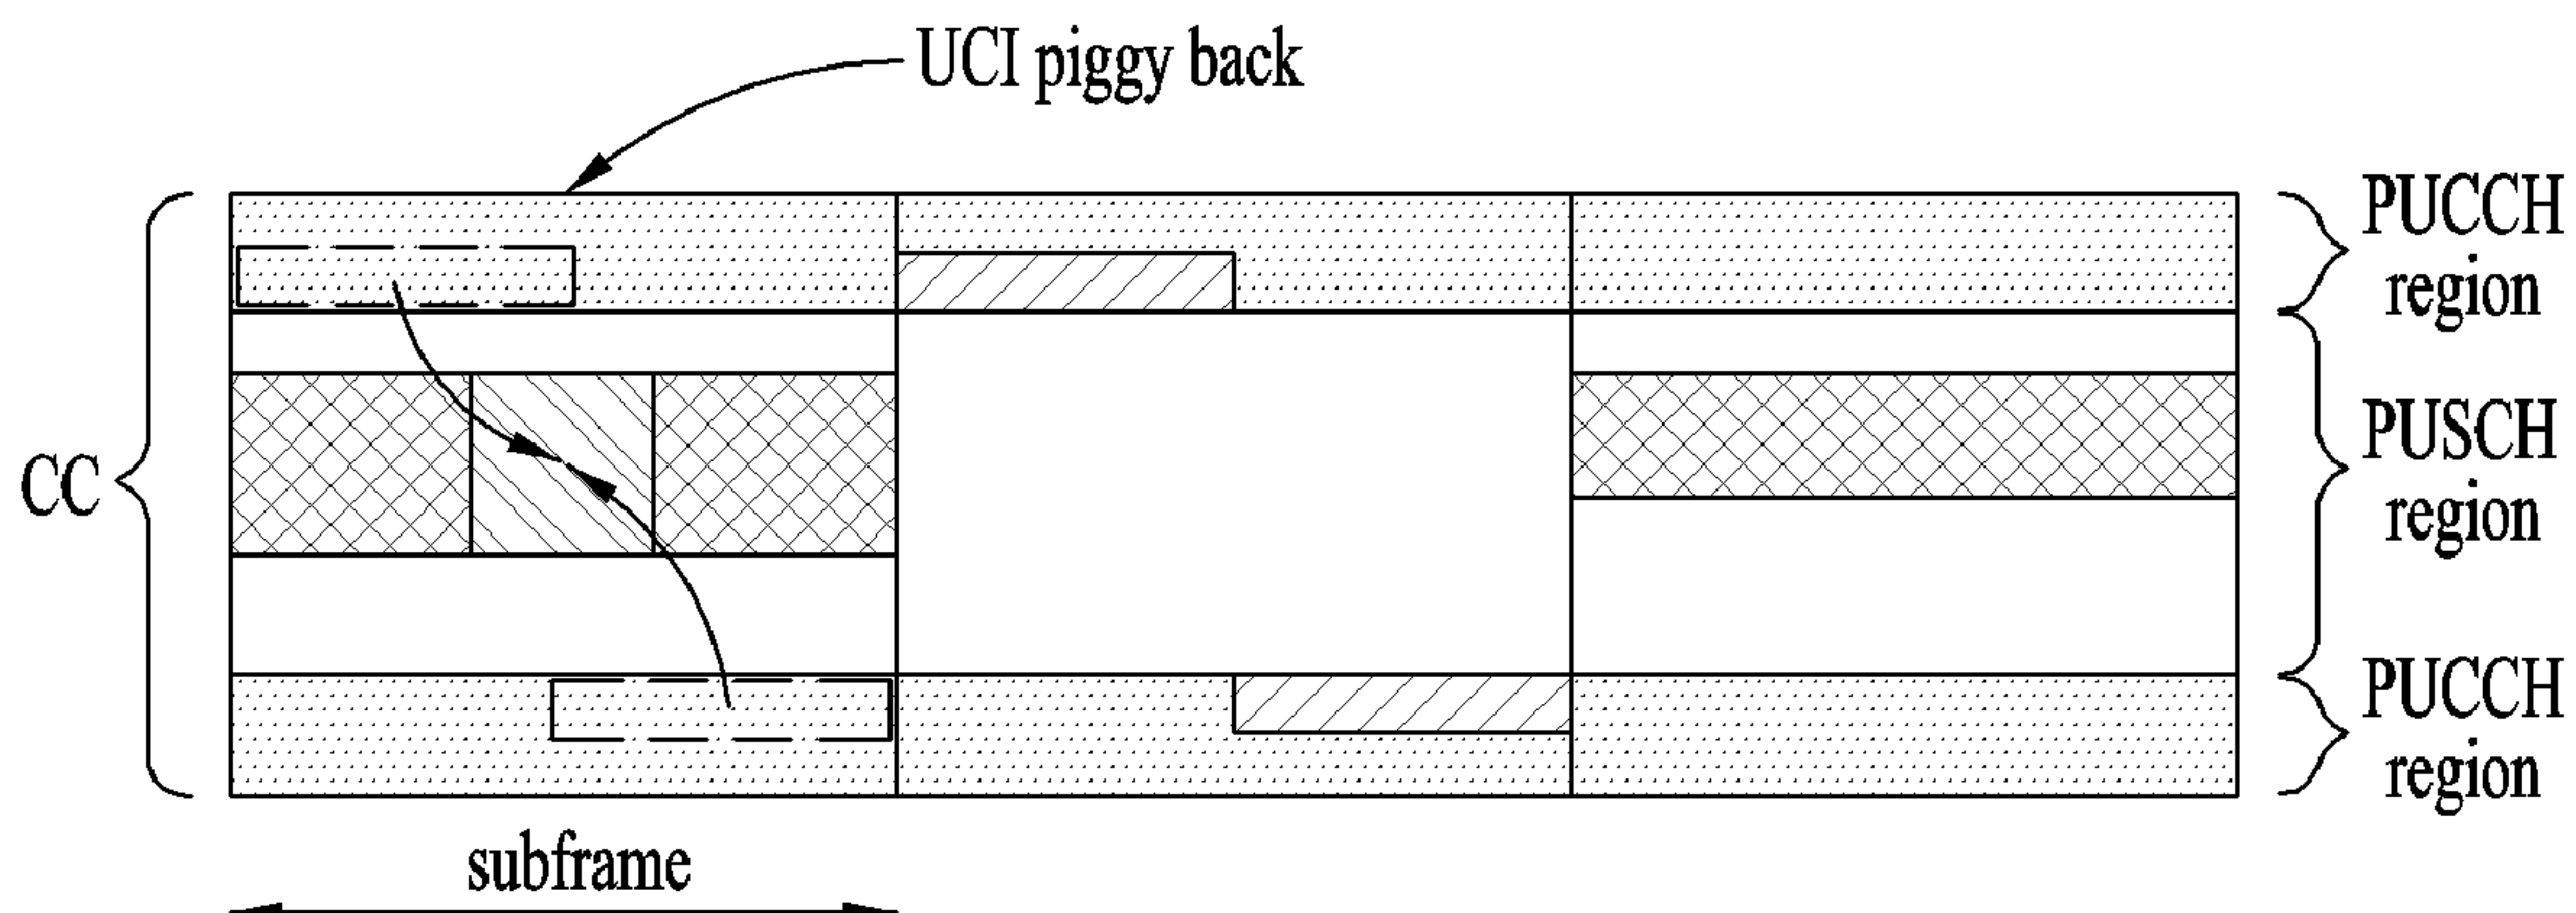 UCI piggy back
PUCCH
region
CC
PUSCH
region
PUCCH
region
subframe